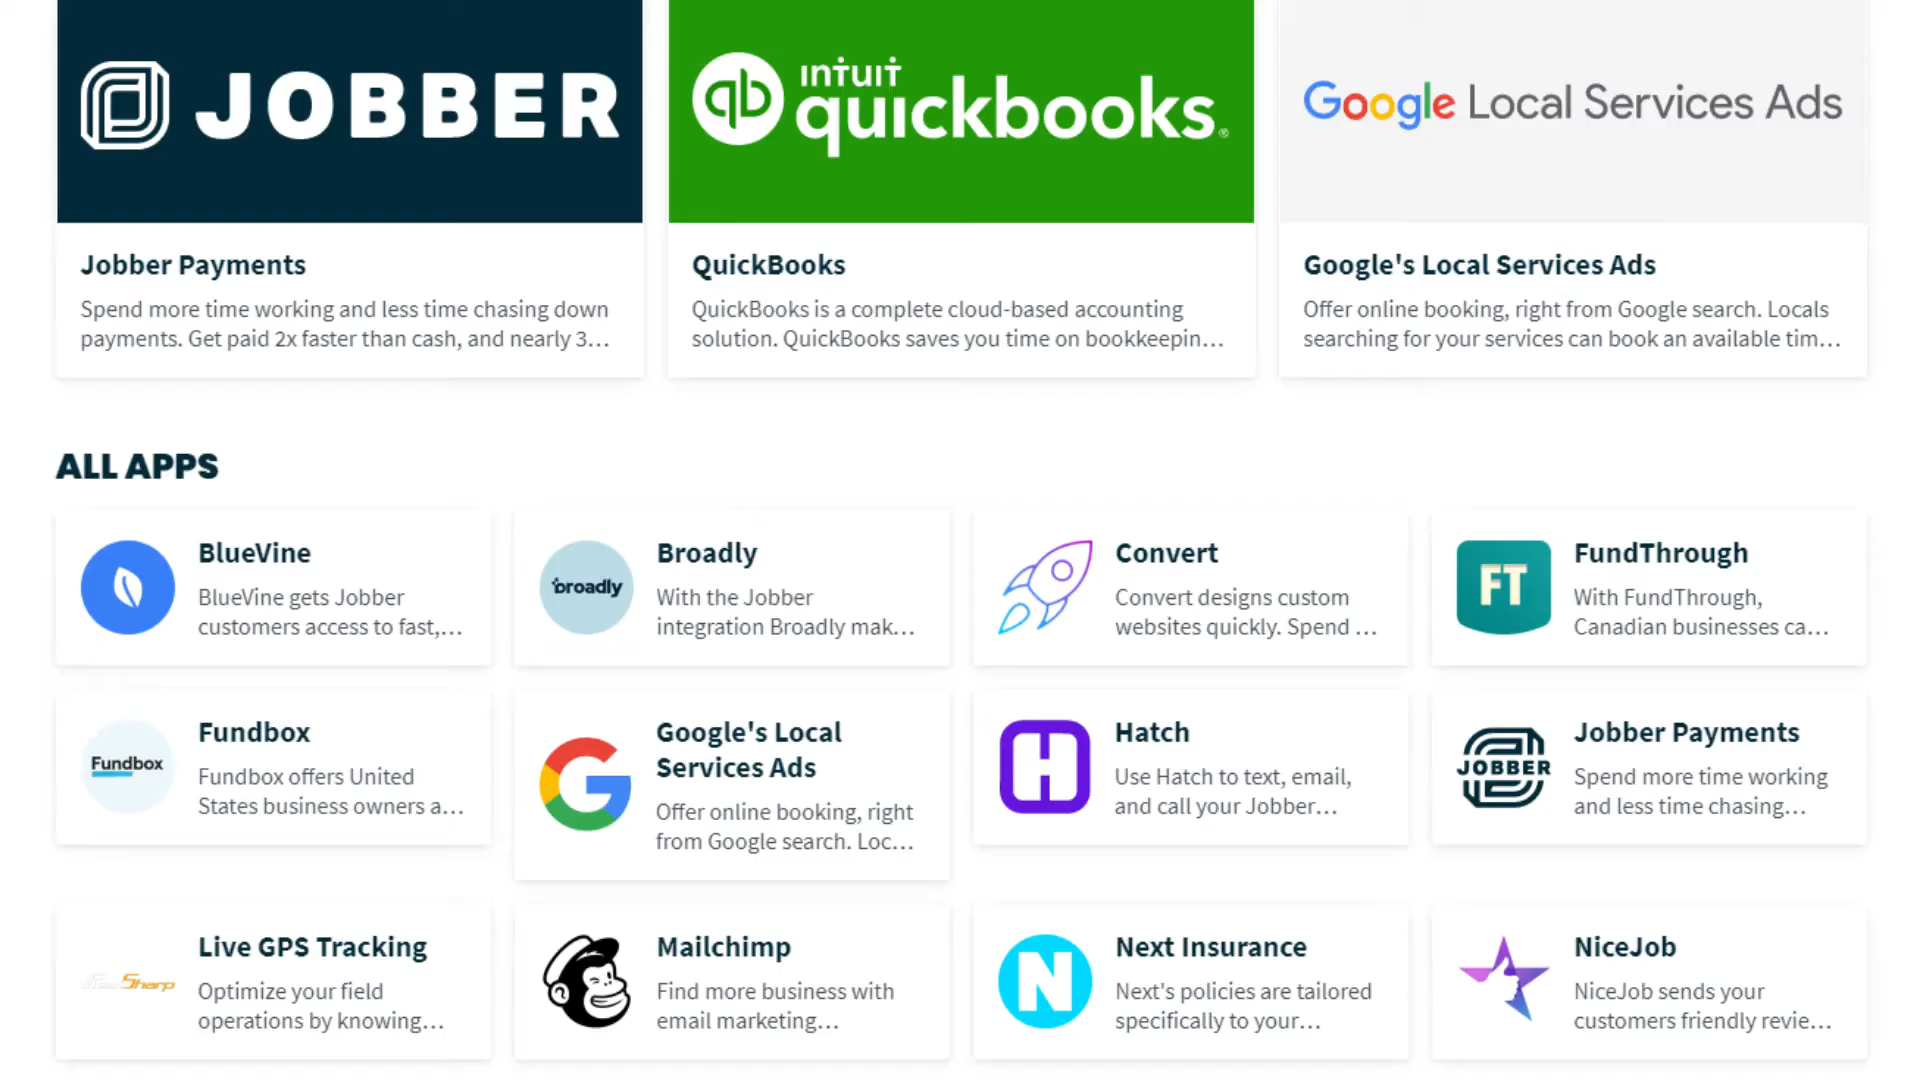 JOBBER
intuit
quickbooks.
Google Local Services Ads
Jobber Payments
Spend more time working and less time chasing down
payments. Get paid 2x faster than cash, and nearly 3...
QuickBooks
QuickBooks is a complete cloud-based accounting
solution. QuickBooks saves you time on bookkeepin...
Google's Local Services Ads
Offer online booking, right from Google search. Locals
searching for your services can book an available tim...
ALL APPS
BlueVine
BlueVine gets Jobber
customers access to fast,...
broadly
Broadly
With the Jobber
integration Broadly mak...
Convert
Convert designs custom
websites quickly. Spend ...
FT
FundThrough
With FundThrough,
Canadian businesses ca...
Fundbox
Fundbox
Fundbox offers United
States business owners a...
Google's Local
Services Ads
Offer online booking, right
from Google search. Loc...
Hatch
Use Hatch to text, email,
and call your Jobber...
JOBBER
Jobber Payments
Spend more time working
and less time chasing...
Sharp
Live GPS Tracking
Optimize your field
operations by knowing...
Mailchimp
Find more business with
email marketing...
N
Next Insurance
Next's policies are tailored
specifically to your...
NiceJob
NiceJob sends your
customers friendly revie...